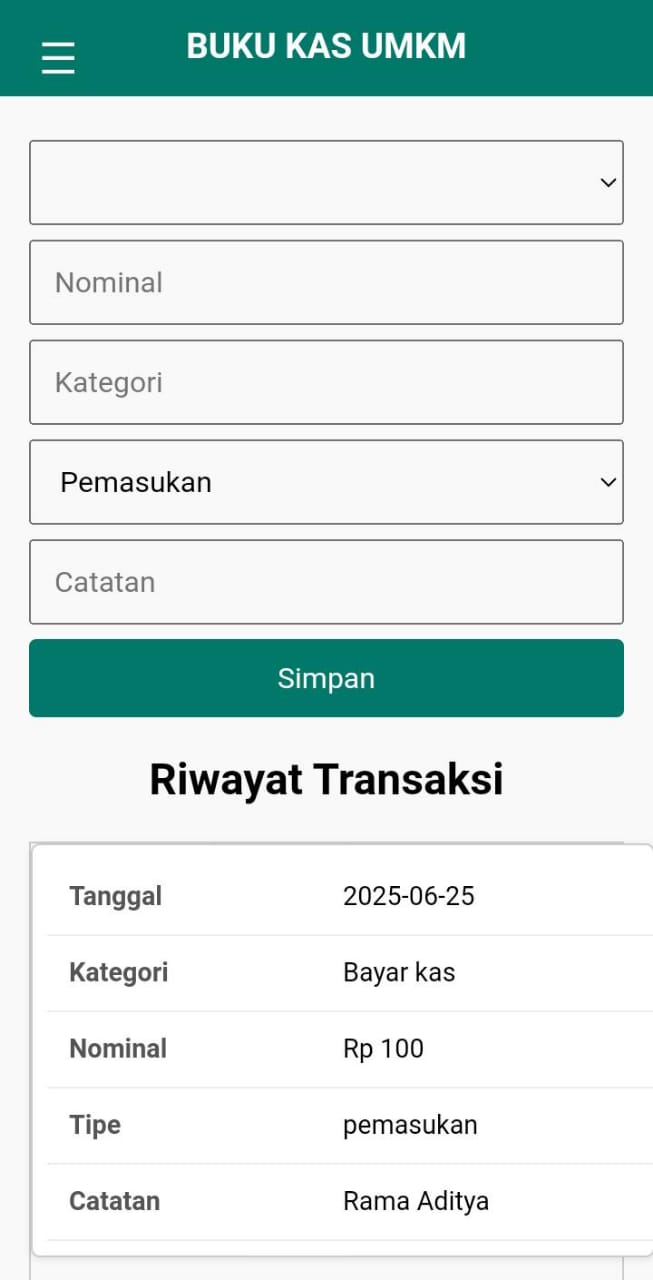 BUKU KAS UMKM
Nominal
Kategori
Pemasukan
Catatan
Simpan
Riwayat Transaksi
Tanggal 2025-06-25
Kategori Bayar kas
Nominal Rp 100
Tipe pemasukan
Catatan Rama Aditya